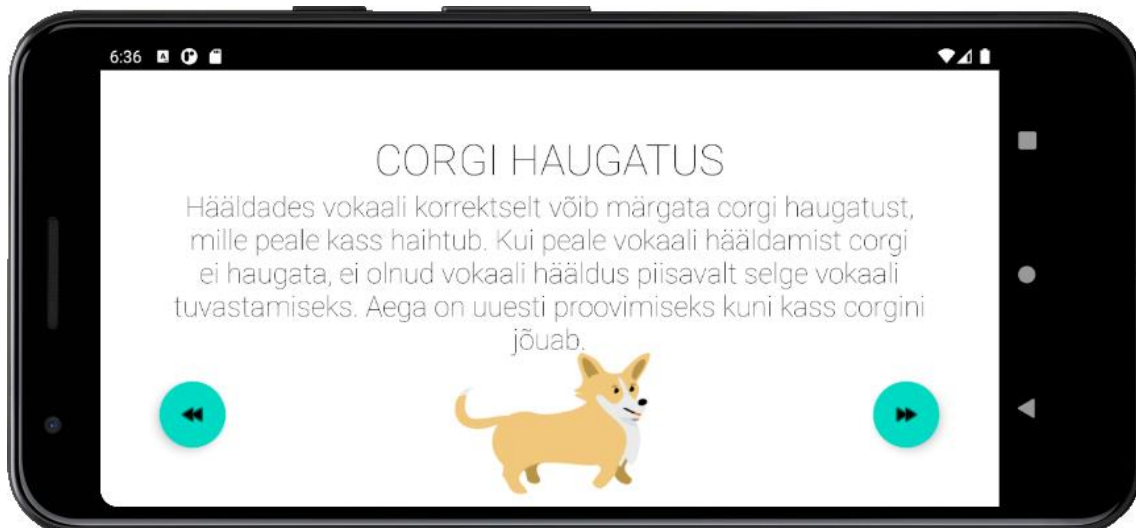 6:36
CORGI HAUGATUS
Hääldades vokaali korrektselt võib märgata corgi haugatust,
mille peale kass haihtub. Kui peale vokaali hääldamist corgi
ei haugata, ei olnud vokaali hääldus piisavalt selge vokaali
tuvastamiseks. Aega on uuesti proovimiseks kuni kass corgini
jõuab.